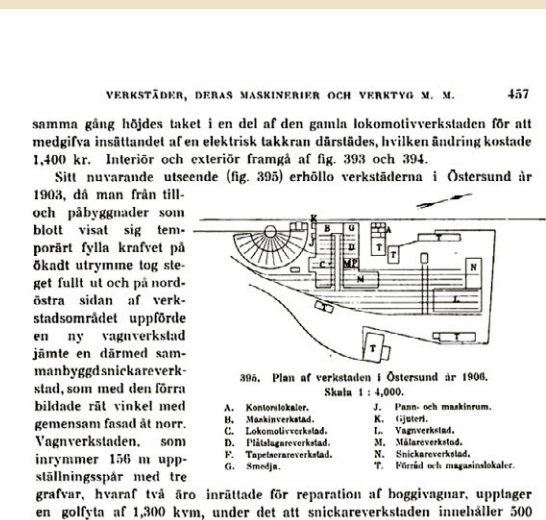 VERKSTÄDER, DERAS MASKINERIER OCH VERKTYG M. M. 457
samma gång höjdes taket i en del af den gamla lokomotivverkstaden för att
medgifva insättandet af en elektrisk takkran därstädes, hvilken ändring kostade
1,400 kr. Interiör och exteriör framgå af fig. 393 och 394.
Sitt nuvarande utseende (fig. 395) erhöllo verkstäderna i Östersund år
1903, då man från till-
och påbyggnader som
blott visat sig tem-
porärt fylla krafvet på
ökadt utrymme tog ste-
get fullt ut och på nord-
östra sidan af verk-
stadsområdet uppförde
en ny vagnverkstad
jämte en därmed sam-
manbyggd snickareverk-
stad, som med den förra
bildade rät vinkel med
gemensam fasad åt norr.
Vagnverkstaden, som
inrymmer 156 m upp-
ställningsspår med tre
K
B
G
A
J
T
T
T
D
C
MP
M
N
L
T
T
T
395. Plan af verkstaden i Östersund år 1906.
Skala 1 : 4,000.
A. Kontorslokaler.
B. Maskinverkstad.
C. Lokomotivverkstad.
D. Plåtslagareverkstad.
F. Tapetserareverkstad.
G. Smedja.
J. Pann- och maskinrum.
K. Gjuteri.
L. Vagnverkstad.
M. Målareverkstad.
N. Snickareverkstad.
T. Förråd och magasinslokaler.
grafvar, hvaraf två äro inrättade för reparation af boggivagnar, upptager
en golfyta af 1,300 kvm, under det att snickareverkstaden innehåller 500